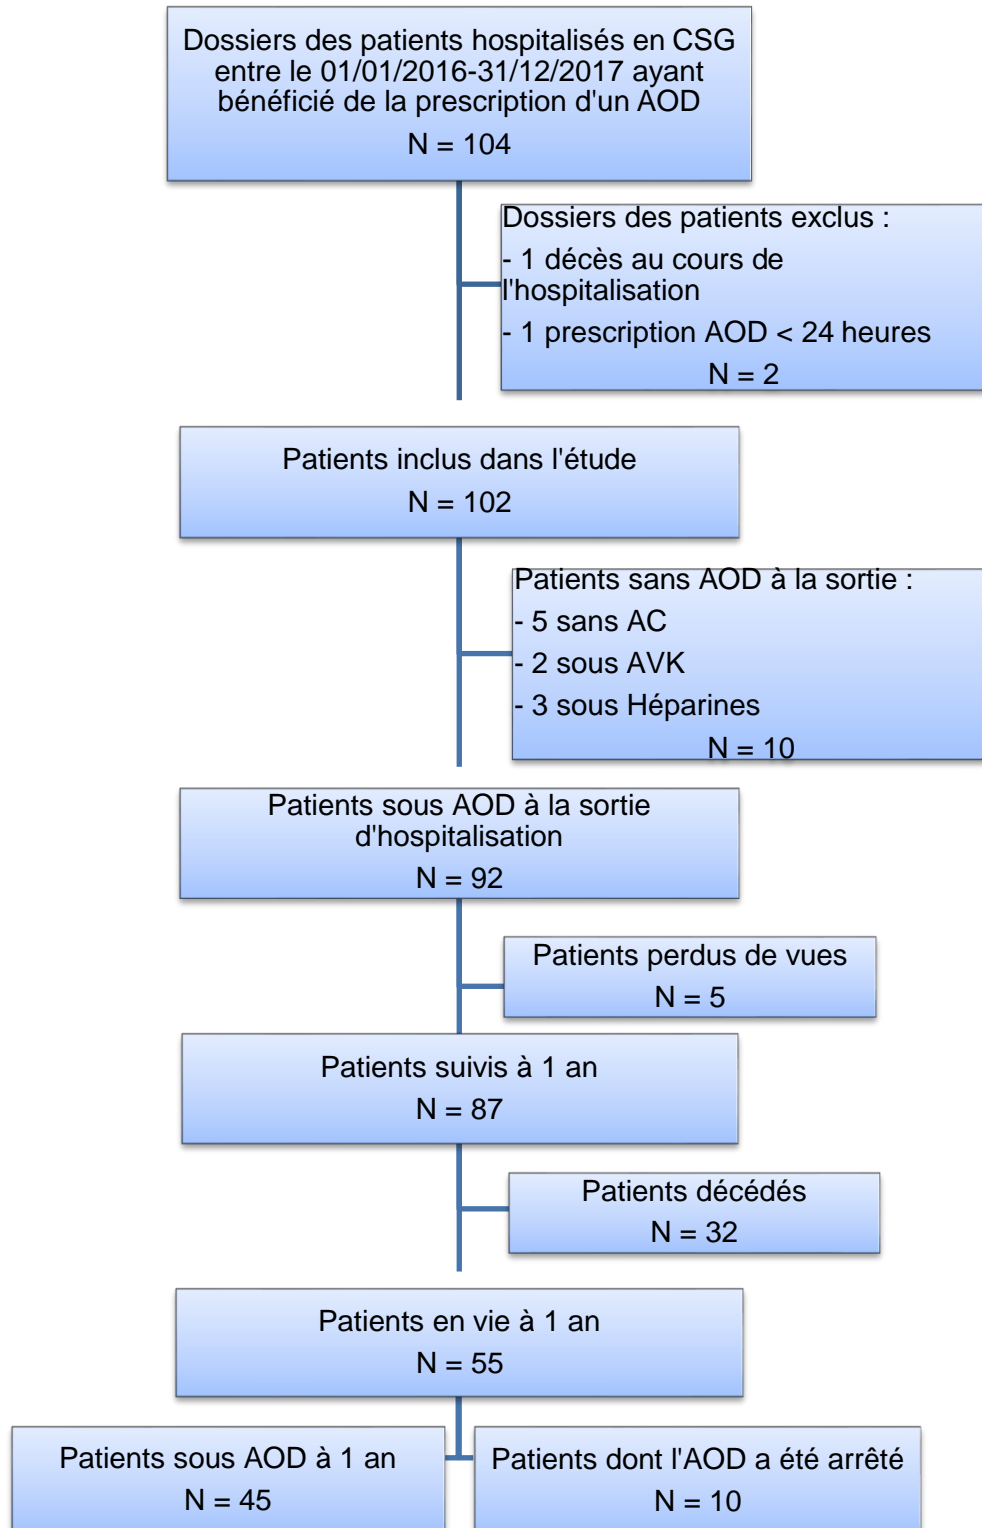 Dossiers des patients hospitalisés en CSG
entre le 01/01/2016-31/12/2017 ayant
bénéficié de la prescription d'un AOD
N = 104
Dossiers des patients exclus :
- 1 décès au cours de
l'hospitalisation
- 1 prescription AOD < 24 heures
N = 2
Patients inclus dans l'étude
N = 102
Patients sans AOD à la sortie :
- 5 sans AC
- 2 sous AVK
- 3 sous Héparines
N = 10
Patients sous AOD à la sortie
d'hospitalisation
N = 92
Patients perdus de vues
N = 5
Patients suivis à 1 an
N = 87
Patients décédés
N = 32
Patients en vie à 1 an
N = 55
Patients sous AOD à 1 an
N = 45
Patients dont l'AOD a été arrêté
N = 10